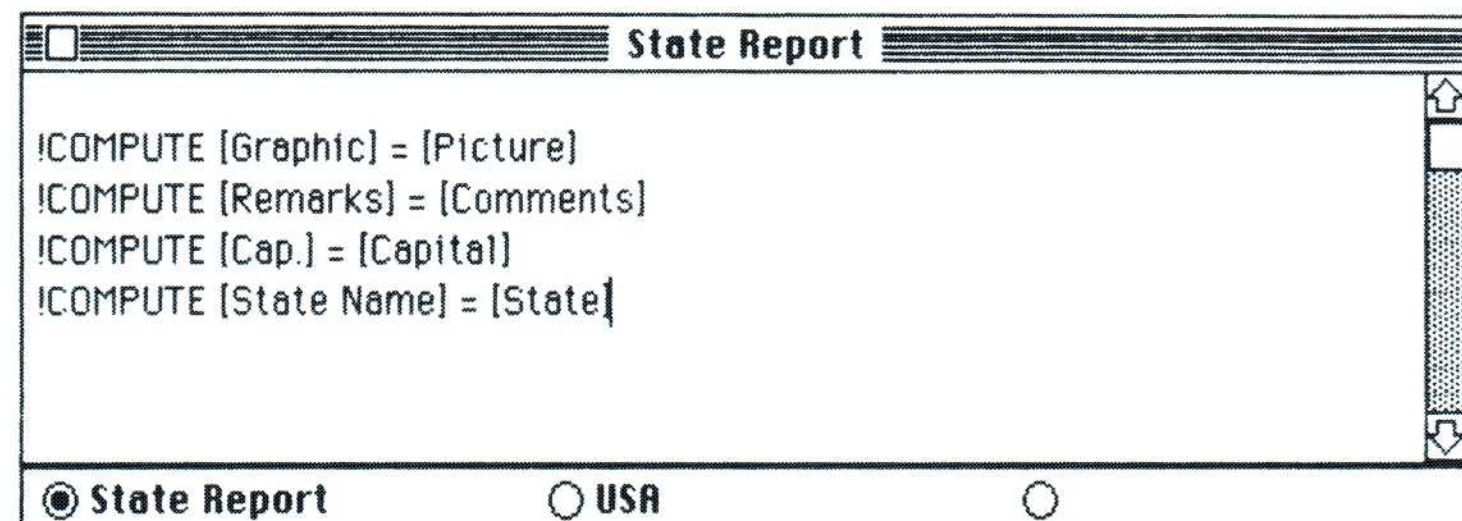 State Report
!COMPUTE [Graphic] = [Picture]
!COMPUTE [Remarks] = [Comments]
!COMPUTE [Cap.] = [Capital]
!COMPUTE [State Name] = [State]
State Report USA